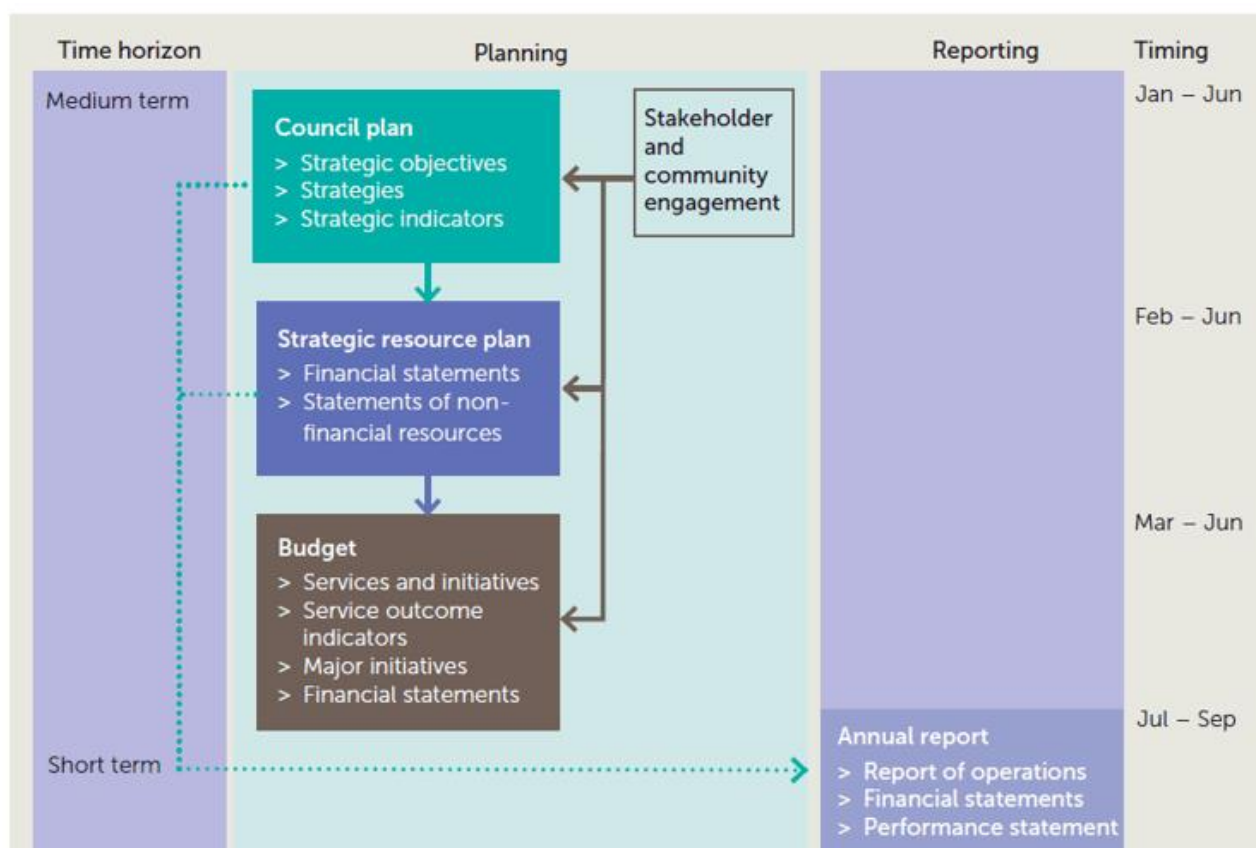 Time horizon
Planning
Reporting
Timing
Medium term
Council plan
> Strategic objectives
> Strategies
> Strategic indicators
Stakeholder
and
community
engagement
Jan – Jun
Strategic resource plan
> Financial statements
> Statements of non-
financial resources
Feb – Jun
Budget
> Services and initiatives
> Service outcome
indicators
> Major initiatives
> Financial statements
Mar – Jun
Short term
Annual report
> Report of operations
> Financial statements
> Performance statement
Jul – Sep